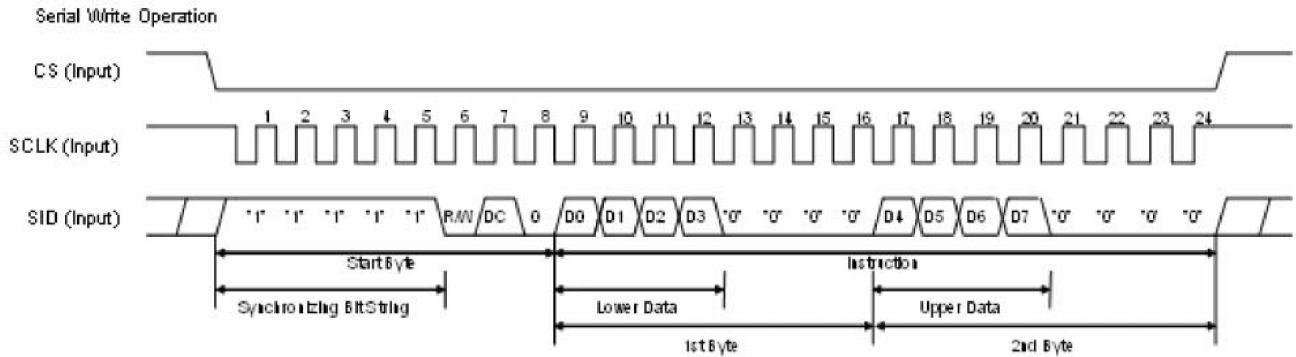 Serial Write Operation
CS (Input)
1 2 3 4 5 6 7 8 9 10 11 12 13 14 15 16 17 18 19 20 21 22 23 24
SCLK (Input)
SID (Input) "1" "1" "1" "1" "1" R/W DC 0 D0 D1 D2 D3 "0" "0" "0" "0" D4 D5 D6 D7 "0" "0" "0" "0"
Start Byte Instruction
Synchronizing Bit String Lower Data Upper Data
1st Byte 2nd Byte